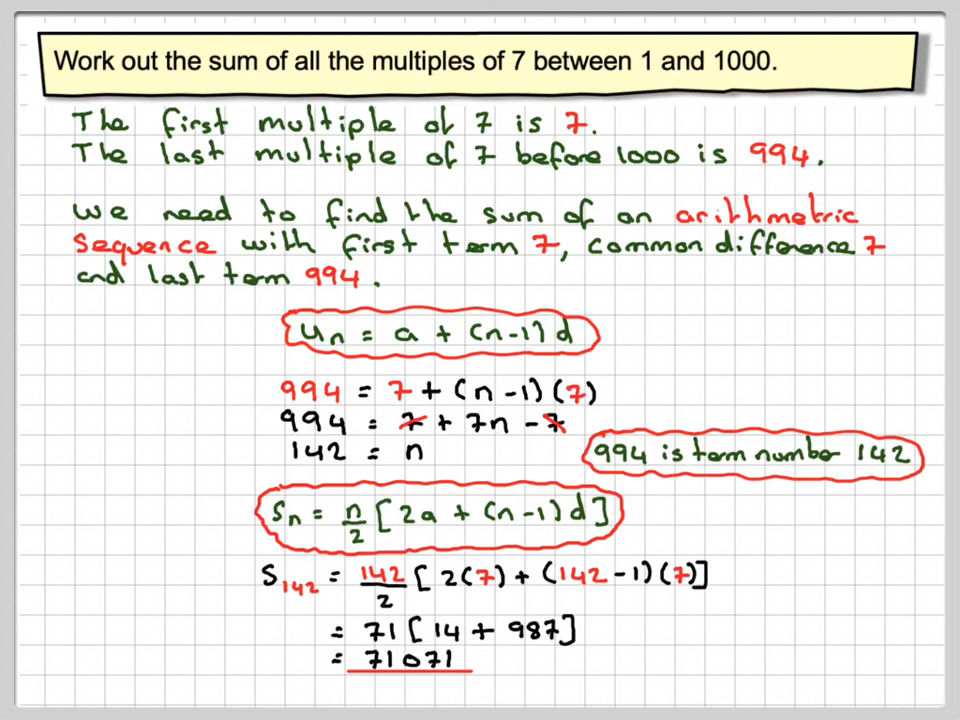 Work out the sum of all the multiples of 7 between 1 and 1000.
The first multiple of 7 is 7.
The last multiple of 7 before 1000 is 994.
We need to find the sum of an arithmetric
sequence with first term 7, common difference 7
and last term 994.
Un = a + (n-1)d
994 = 7 + (n-1)(7)
994 = 7 + 7n - 7
142 = n
994 is term number 142
Sn = n/2 [2a + (n-1)d]
S142 = 142/2 [2(7) + (142-1)(7)]
= 71[14 + 987]
= 71071